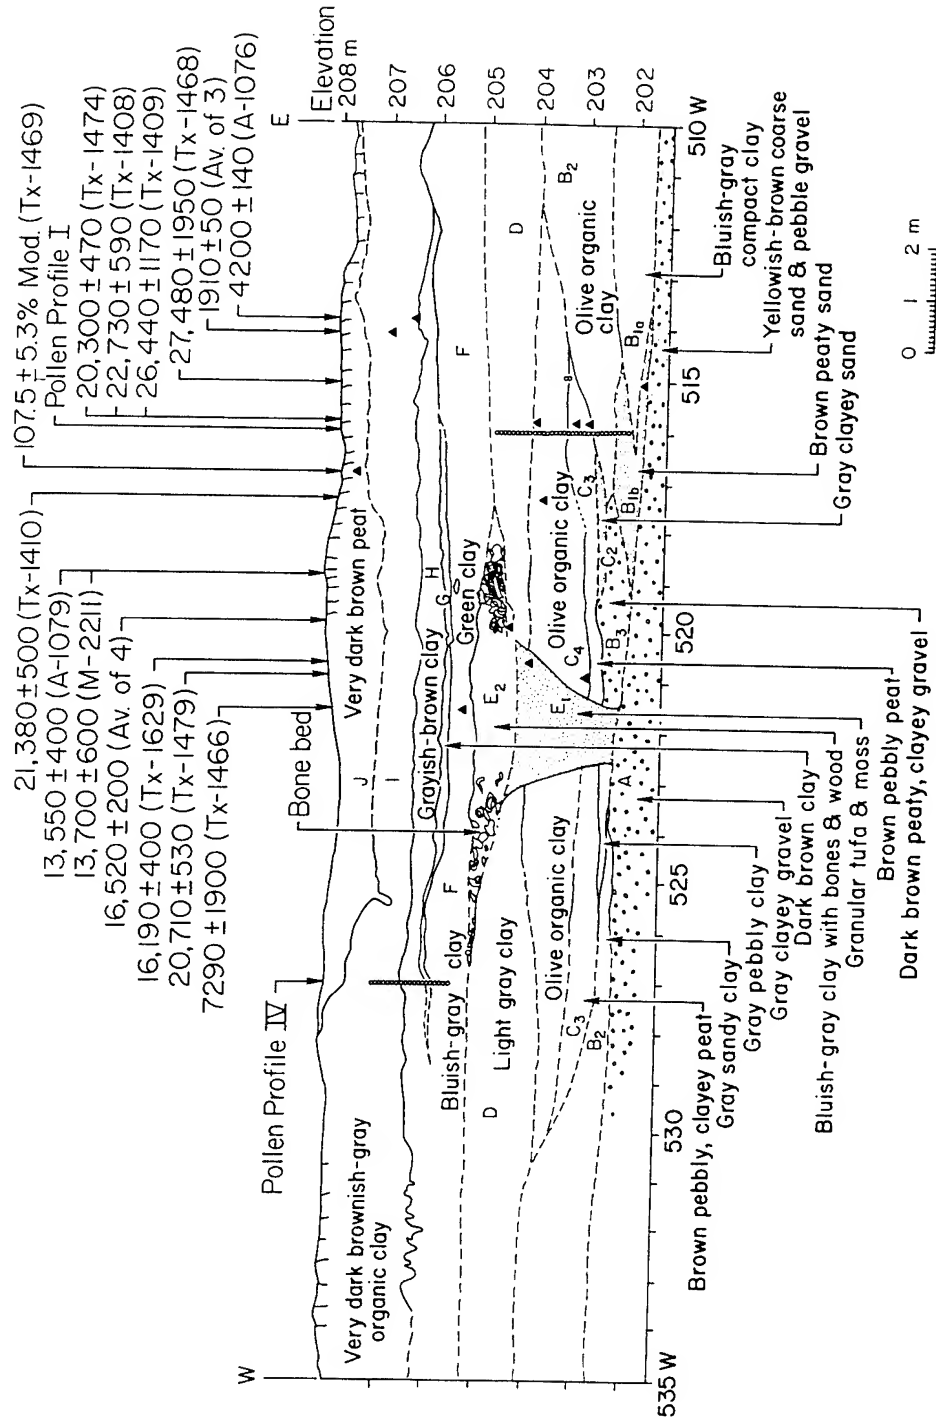 W
E
Elevation
208 m
207
206
205
204
203
202
Pollen Profile IV
Bone bed
7290 ± 1900 (Tx-1466)
20,710 ± 530 (Tx-1479)
16,190 ± 400 (Tx-1629)
16,520 ± 200 (Av. of 4)
13,700 ± 600 (M-2211)
13,550 ± 400 (A-1079)
21,380 ± 500 (Tx-1410)
107.5 ± 5.3% Mod. (Tx-1469)
Pollen Profile I
20,300 ± 470 (Tx-1474)
22,730 ± 590 (Tx-1408)
26,440 ± 1170 (Tx-1409)
27,480 ± 1950 (Tx-1468)
1910 ± 50 (Av. of 3)
4200 ± 140 (A-1076)
Very dark brownish-gray
organic clay
Very dark brown peat
J
I
Grayish-brown clay
H
G
Bluish-gray clay
F
Green clay
F
D
Light gray clay
E2
D
Olive organic clay
E1
C4
Olive organic clay
C3
Olive organic
clay
B2
C3
B2
A
B3
C2
B1b
B1a
535 W
530
525
520
515
510 W
Brown pebbly, clayey peat
Gray sandy clay
Gray pebbly clay
Gray clayey gravel
Dark brown clay
Bluish-gray clay with bones & wood
Granular tufa & moss
Brown pebbly peat
Dark brown peaty, clayey gravel
Gray clayey sand
Brown peaty sand
Yellowish-brown coarse
sand & pebble gravel
Bluish-gray
compact clay
0 1 2 m